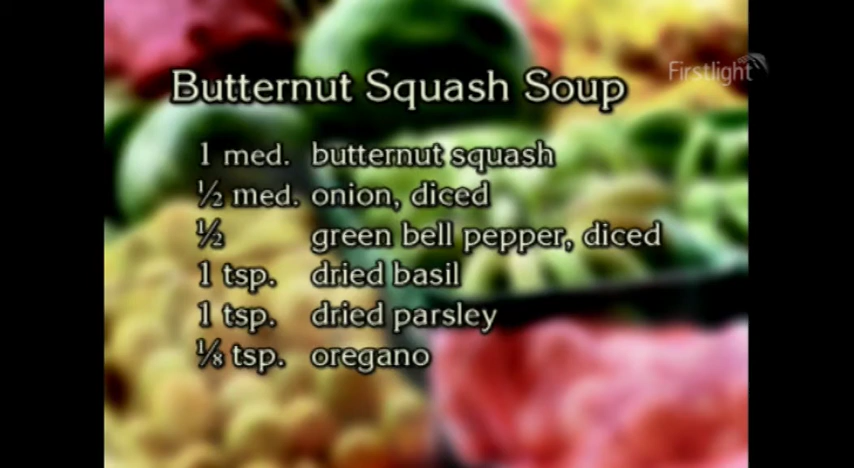 Firstlight
Butternut Squash Soup
1 med. butternut squash
½ med. onion, diced
½ green bell pepper, diced
1 tsp. dried basil
1 tsp. dried parsley
⅛ tsp. oregano